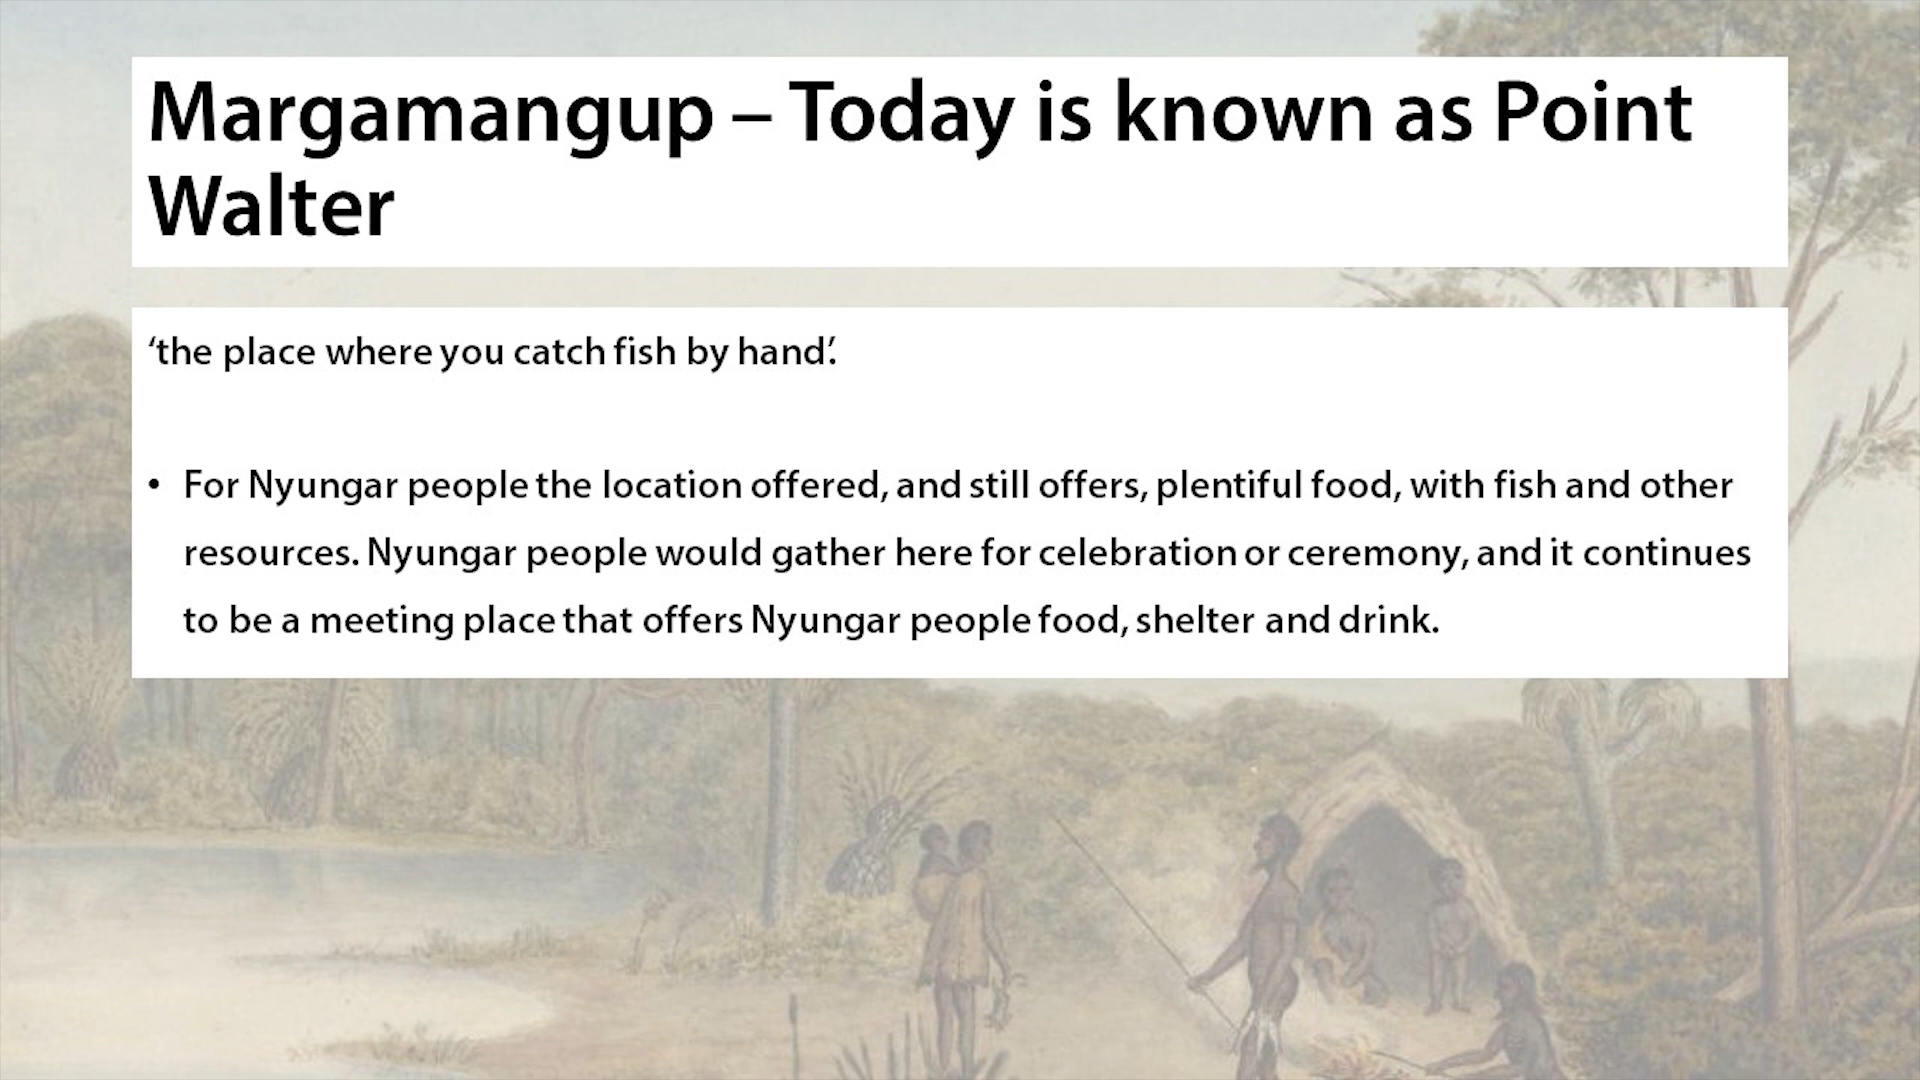 Margamangup – Today is known as Point
Walter
‘the place where you catch fish by hand’.
• For Nyungar people the location offered, and still offers, plentiful food, with fish and other
resources. Nyungar people would gather here for celebration or ceremony, and it continues
to be a meeting place that offers Nyungar people food, shelter and drink.